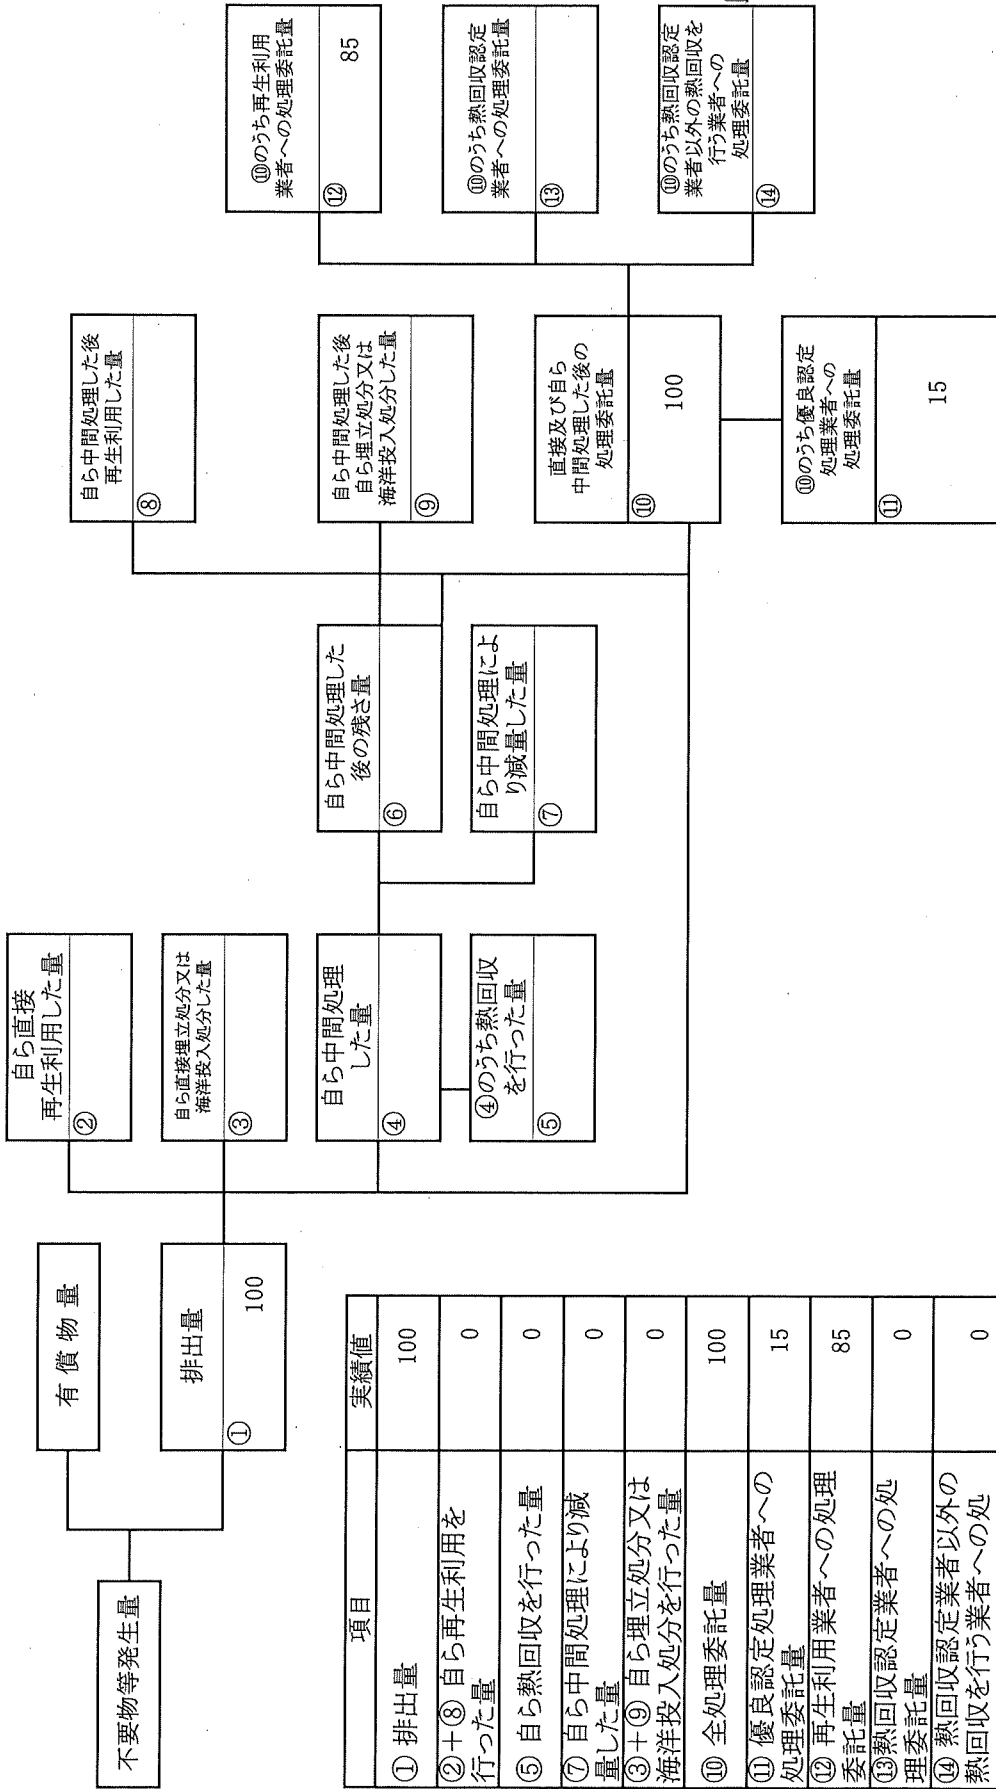 不要物等発生量
有償物量
排出量
①
100
自ら直接
再生利用した量
②
自ら直接埋立処分又は
海洋投入処分した量
③
自ら中間処理
した量
④
④のうち熱回収
を行った量
⑤
自ら中間処理した
後の残さ量
⑥
自ら中間処理によ
り減量した量
⑦
自ら中間処理した後
再生利用した量
⑧
自ら中間処理した後
自ら埋立処分又は
海洋投入処分した量
⑨
直接及び自ら
中間処理した後の
処理委託量
⑩
100
⑩のうち優良認定
処理業者への
処理委託量
⑪
15
⑩のうち再生利用
業者への処理委託量
⑫
85
⑩のうち熱回収認定
業者への処理委託量
⑬
⑩のうち熱回収認定
業者以外の熱回収を
行う業者への
処理委託量
⑭
項目 実績値
① 排出量 100
②+⑧ 自ら再生利用を
行った量 0
⑤ 自ら熱回収を行った量 0
⑦ 自ら中間処理により減
量した量 0
③+⑨ 自ら埋立処分又は
海洋投入処分を行った量 0
⑩ 全処理委託量 100
⑪ 優良認定処理業者への
処理委託量 15
⑫ 再生利用業者への処理
委託量 85
⑬熱回収認定業者への処
理委託量 0
⑭ 熱回収認定業者以外の
熱回収を行う業者への処 0